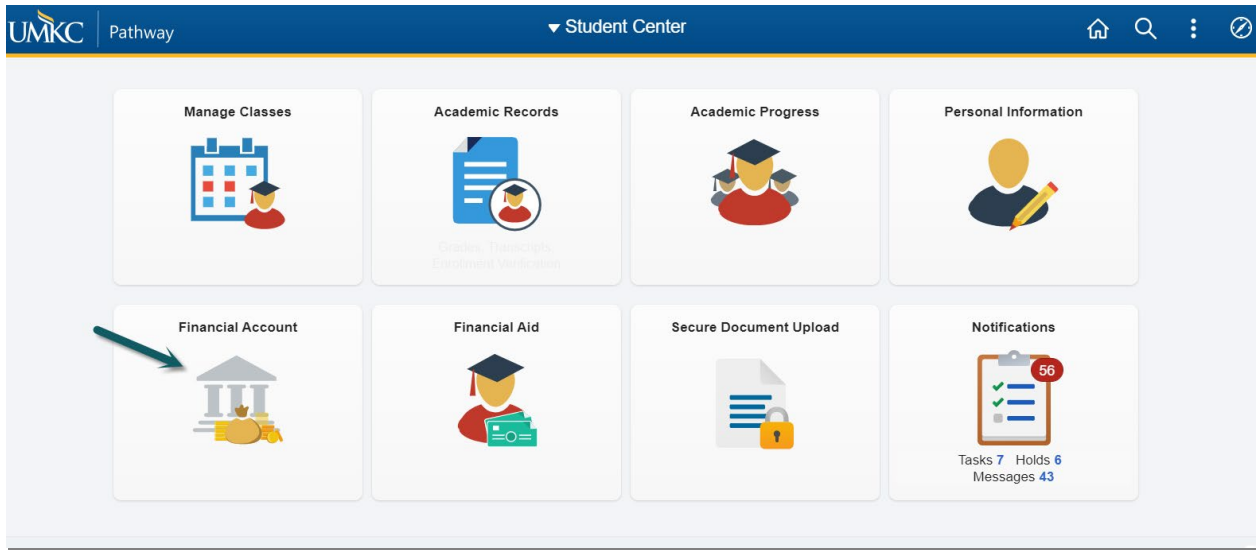 UMKC Pathway
Student Center
Manage Classes
Academic Records
Grades, Transcripts,
Enrollment Verification
Academic Progress
Personal Information
Financial Account
Financial Aid
Secure Document Upload
Notifications
56
Tasks 7 Holds 6
Messages 43